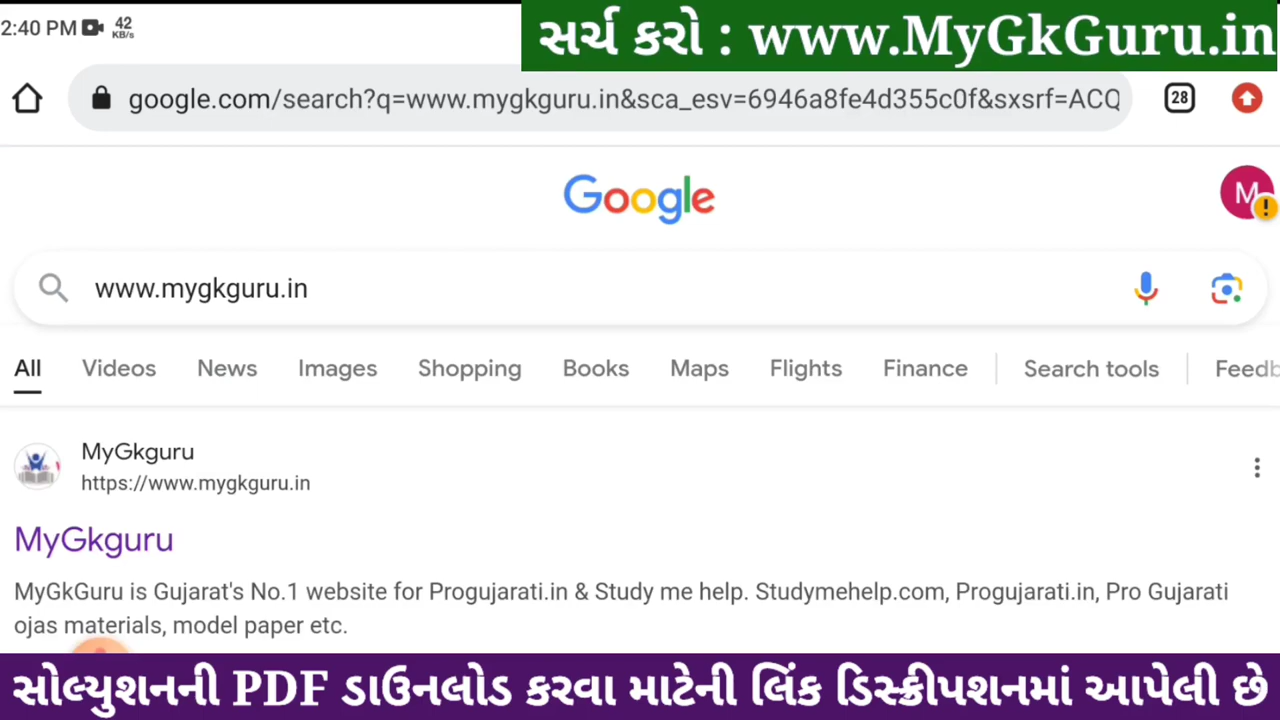 2:40 PM 42 KB/s
સર્ચ કરો : www.MyGkGuru.in
google.com/search?q=www.mygkguru.in&sca_esv=6946a8fe4d355c0f&sxsrf=ACQ
28
Google
M
www.mygkguru.in
All Videos News Images Shopping Books Maps Flights Finance Search tools Feedb
MyGkguru
https://www.mygkguru.in
MyGkguru
MyGkGuru is Gujarat's No.1 website for Progujarati.in & Study me help. Studymehelp.com, Progujarati.in, Pro Gujarati
ojas materials, model paper etc.
સોલ્યુશનની PDF ડાઉનલોડ કરવા માટેની લિંક ડિસ્ક્રીપશનમાં આપેલી છે